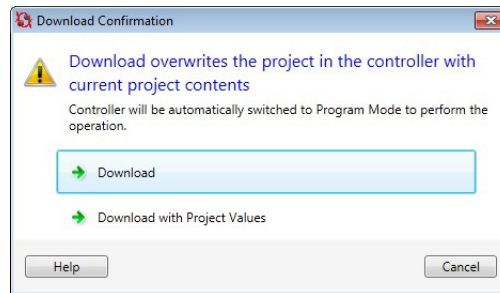 Download Confirmation
Download overwrites the project in the controller with
current project contents
Controller will be automatically switched to Program Mode to perform the
operation.
Download
Download with Project Values
Help
Cancel